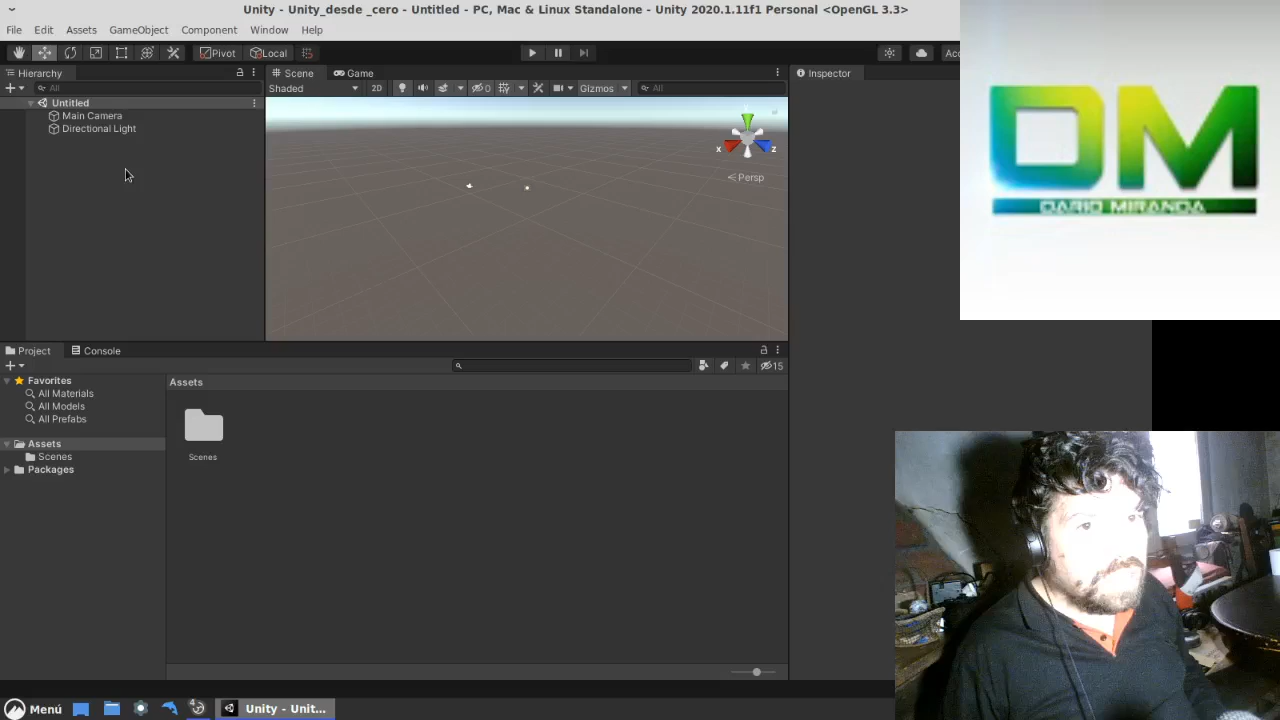 Unity - Unity_desde _cero - Untitled - PC, Mac & Linux Standalone - Unity 2020.1.11f1 Personal <OpenGL 3.3>
File Edit Assets GameObject Component Window Help
Pivot Local Acc
Hierarchy
All
Untitled
Main Camera
Directional Light
Scene Game
Shaded 2D 0 Gizmos All
y
x z
Persp
Inspector
DM
DARIO MIRANDA
Project Console
15
Favorites
All Materials
All Models
All Prefabs
Assets
Scenes
Packages
Assets
Scenes
Menú Unity - Unit...